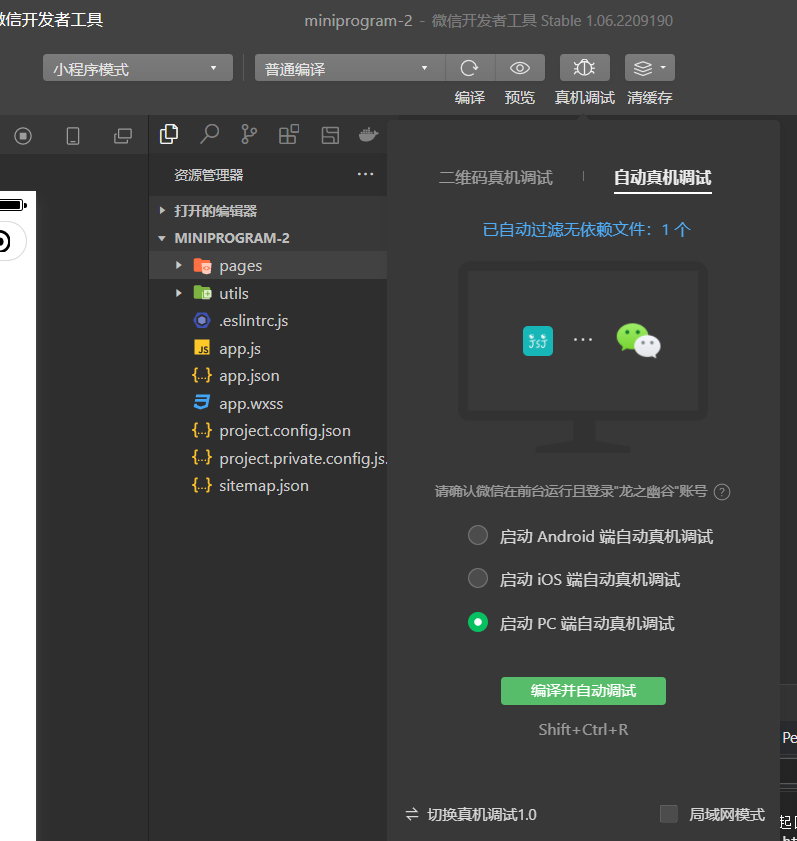 微信开发者工具
miniprogram-2 - 微信开发者工具 Stable 1.06.2209190
小程序模式
普通编译
编译
预览
真机调试
清缓存
资源管理器
打开的编辑器
MINIPROGRAM-2
pages
utils
.eslintrc.js
app.js
app.json
app.wxss
project.config.json
project.private.config.js.
sitemap.json
二维码真机调试
自动真机调试
已自动过滤无依赖文件：1 个
jsj
请确认微信在前台运行且登录"龙之幽谷"账号 ?
启动 Android 端自动真机调试
启动 iOS 端自动真机调试
启动 PC 端自动真机调试
编译并自动调试
Shift+Ctrl+R
切换真机调试1.0
局域网模式
Pe